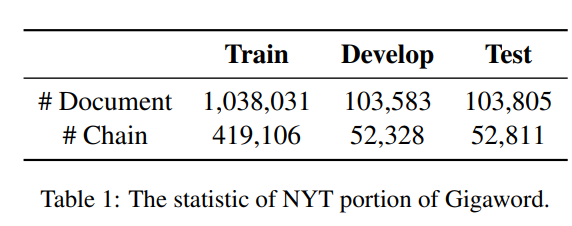 Train Develop Test
# Document 1,038,031 103,583 103,805
# Chain 419,106 52,328 52,811
Table 1: The statistic of NYT portion of Gigaword.